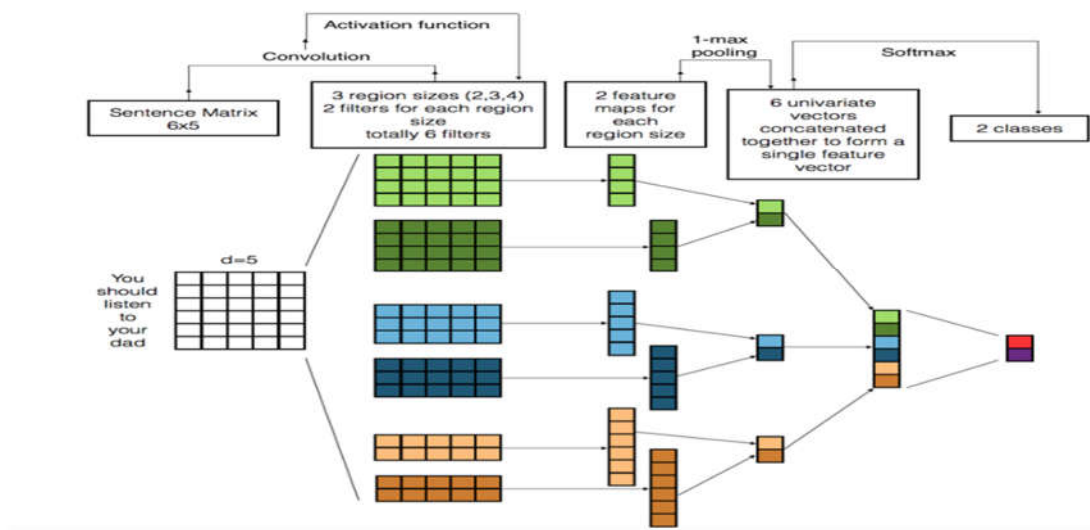 Activation function
Convolution
1-max
pooling
Softmax
Sentence Matrix
6x5
3 region sizes (2,3,4)
2 filters for each region
size
totally 6 filters
2 feature
maps for
each
region size
6 univariate
vectors
concatenated
together to form a
single feature
vector
2 classes
d=5
You
should
listen
to
your
dad